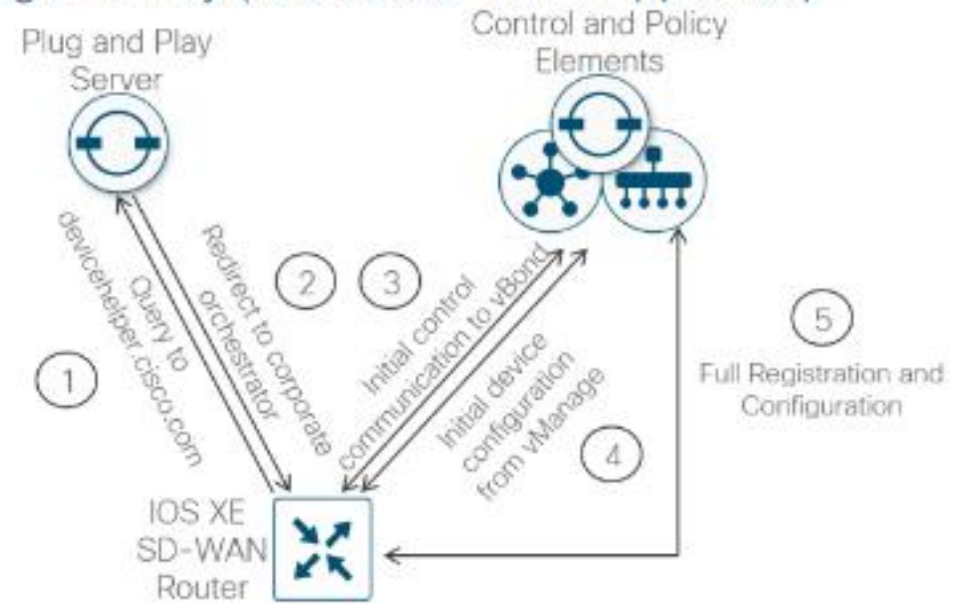 Plug and Play
Server
Control and Policy
Elements
devicehelper.cisco.com
Query to
Redirect to corporate
orchestrator
1
2
3
Initial control
communication to vBond
Initial device
configuration
from vManage
4
5
Full Registration and
Configuration
IOS XE
SD-WAN
Router